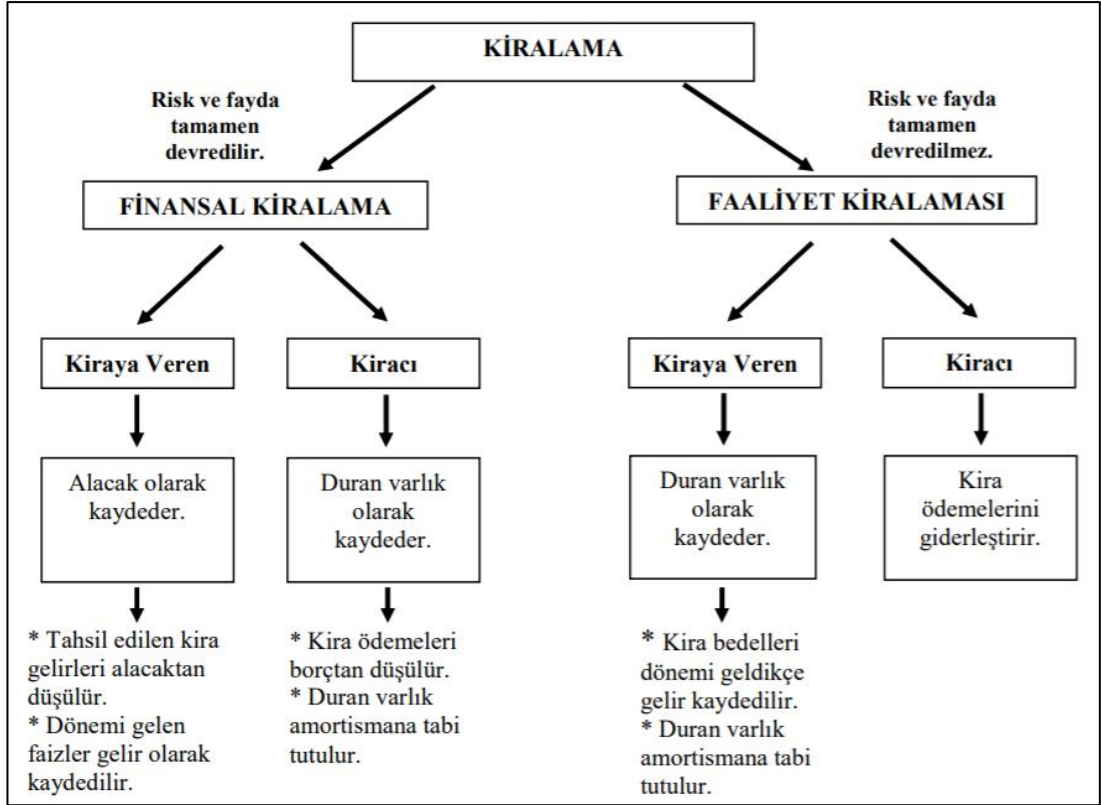 KİRALAMA
Risk ve fayda
tamamen
devredilir.
Risk ve fayda
tamamen
devredilmez.
FİNANSAL KİRALAMA
FAALİYET KİRALAMASI
Kiraya Veren
Kiracı
Kiraya Veren
Kiracı
Alacak olarak
kaydeder.
Duran varlık
olarak
kaydeder.
Duran varlık
olarak
kaydeder.
Kira
ödemelerini
giderleştirir.
* Tahsil edilen kira
gelirleri alacaktan
düşülür.
* Dönemi gelen
faizler gelir olarak
kaydedilir.
* Kira ödemeleri
borçtan düşülür.
* Duran varlık
amortismana tabi
tutulur.
* Kira bedelleri
dönemi geldikçe
gelir kaydedilir.
* Duran varlık
amortismana tabi
tutulur.